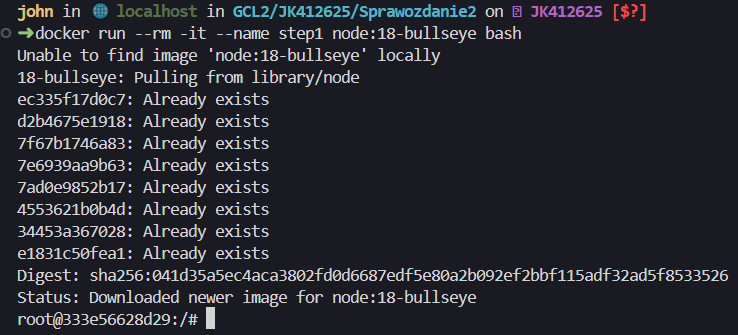 john in 🌐 localhost in GCL2/JK412625/Sprawozdanie2 on JK412625 [$?]
➜docker run --rm -it --name step1 node:18-bullseye bash
Unable to find image 'node:18-bullseye' locally
18-bullseye: Pulling from library/node
ec335f17d0c7: Already exists
d2b4675e1918: Already exists
7f67b1746a83: Already exists
7e6939aa9b63: Already exists
7ad0e9852b17: Already exists
4553621b0b4d: Already exists
34453a367028: Already exists
e1831c50fea1: Already exists
Digest: sha256:041d35a5ec4aca3802fd0d6687edf5e80a2b092ef2bbf115adf32ad5f8533526
Status: Downloaded newer image for node:18-bullseye
root@333e56628d29:/#